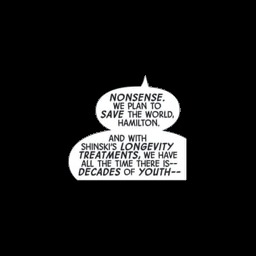 NONSENSE.
WE PLAN TO
SAVE THE WORLD,
HAMILTON.
AND WITH
SHINSKI'S LONGEVITY
TREATMENTS, WE HAVE
ALL THE TIME THERE IS--
DECADES OF YOUTH--